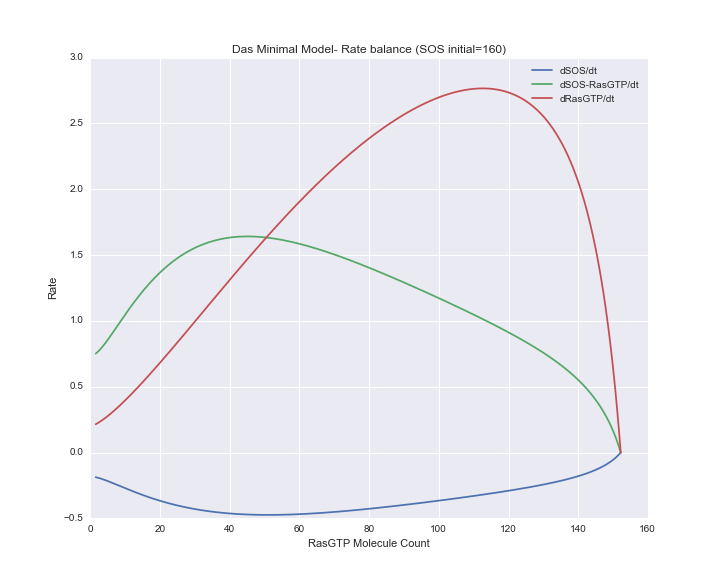 Das Minimal Model- Rate balance (SOS initial=160)
3.0
2.5
2.0
1.5
1.0
0.5
0.0
−0.5
Rate
dSOS/dt
dSOS-RasGTP/dt
dRasGTP/dt
0 20 40 60 80 100 120 140 160
RasGTP Molecule Count